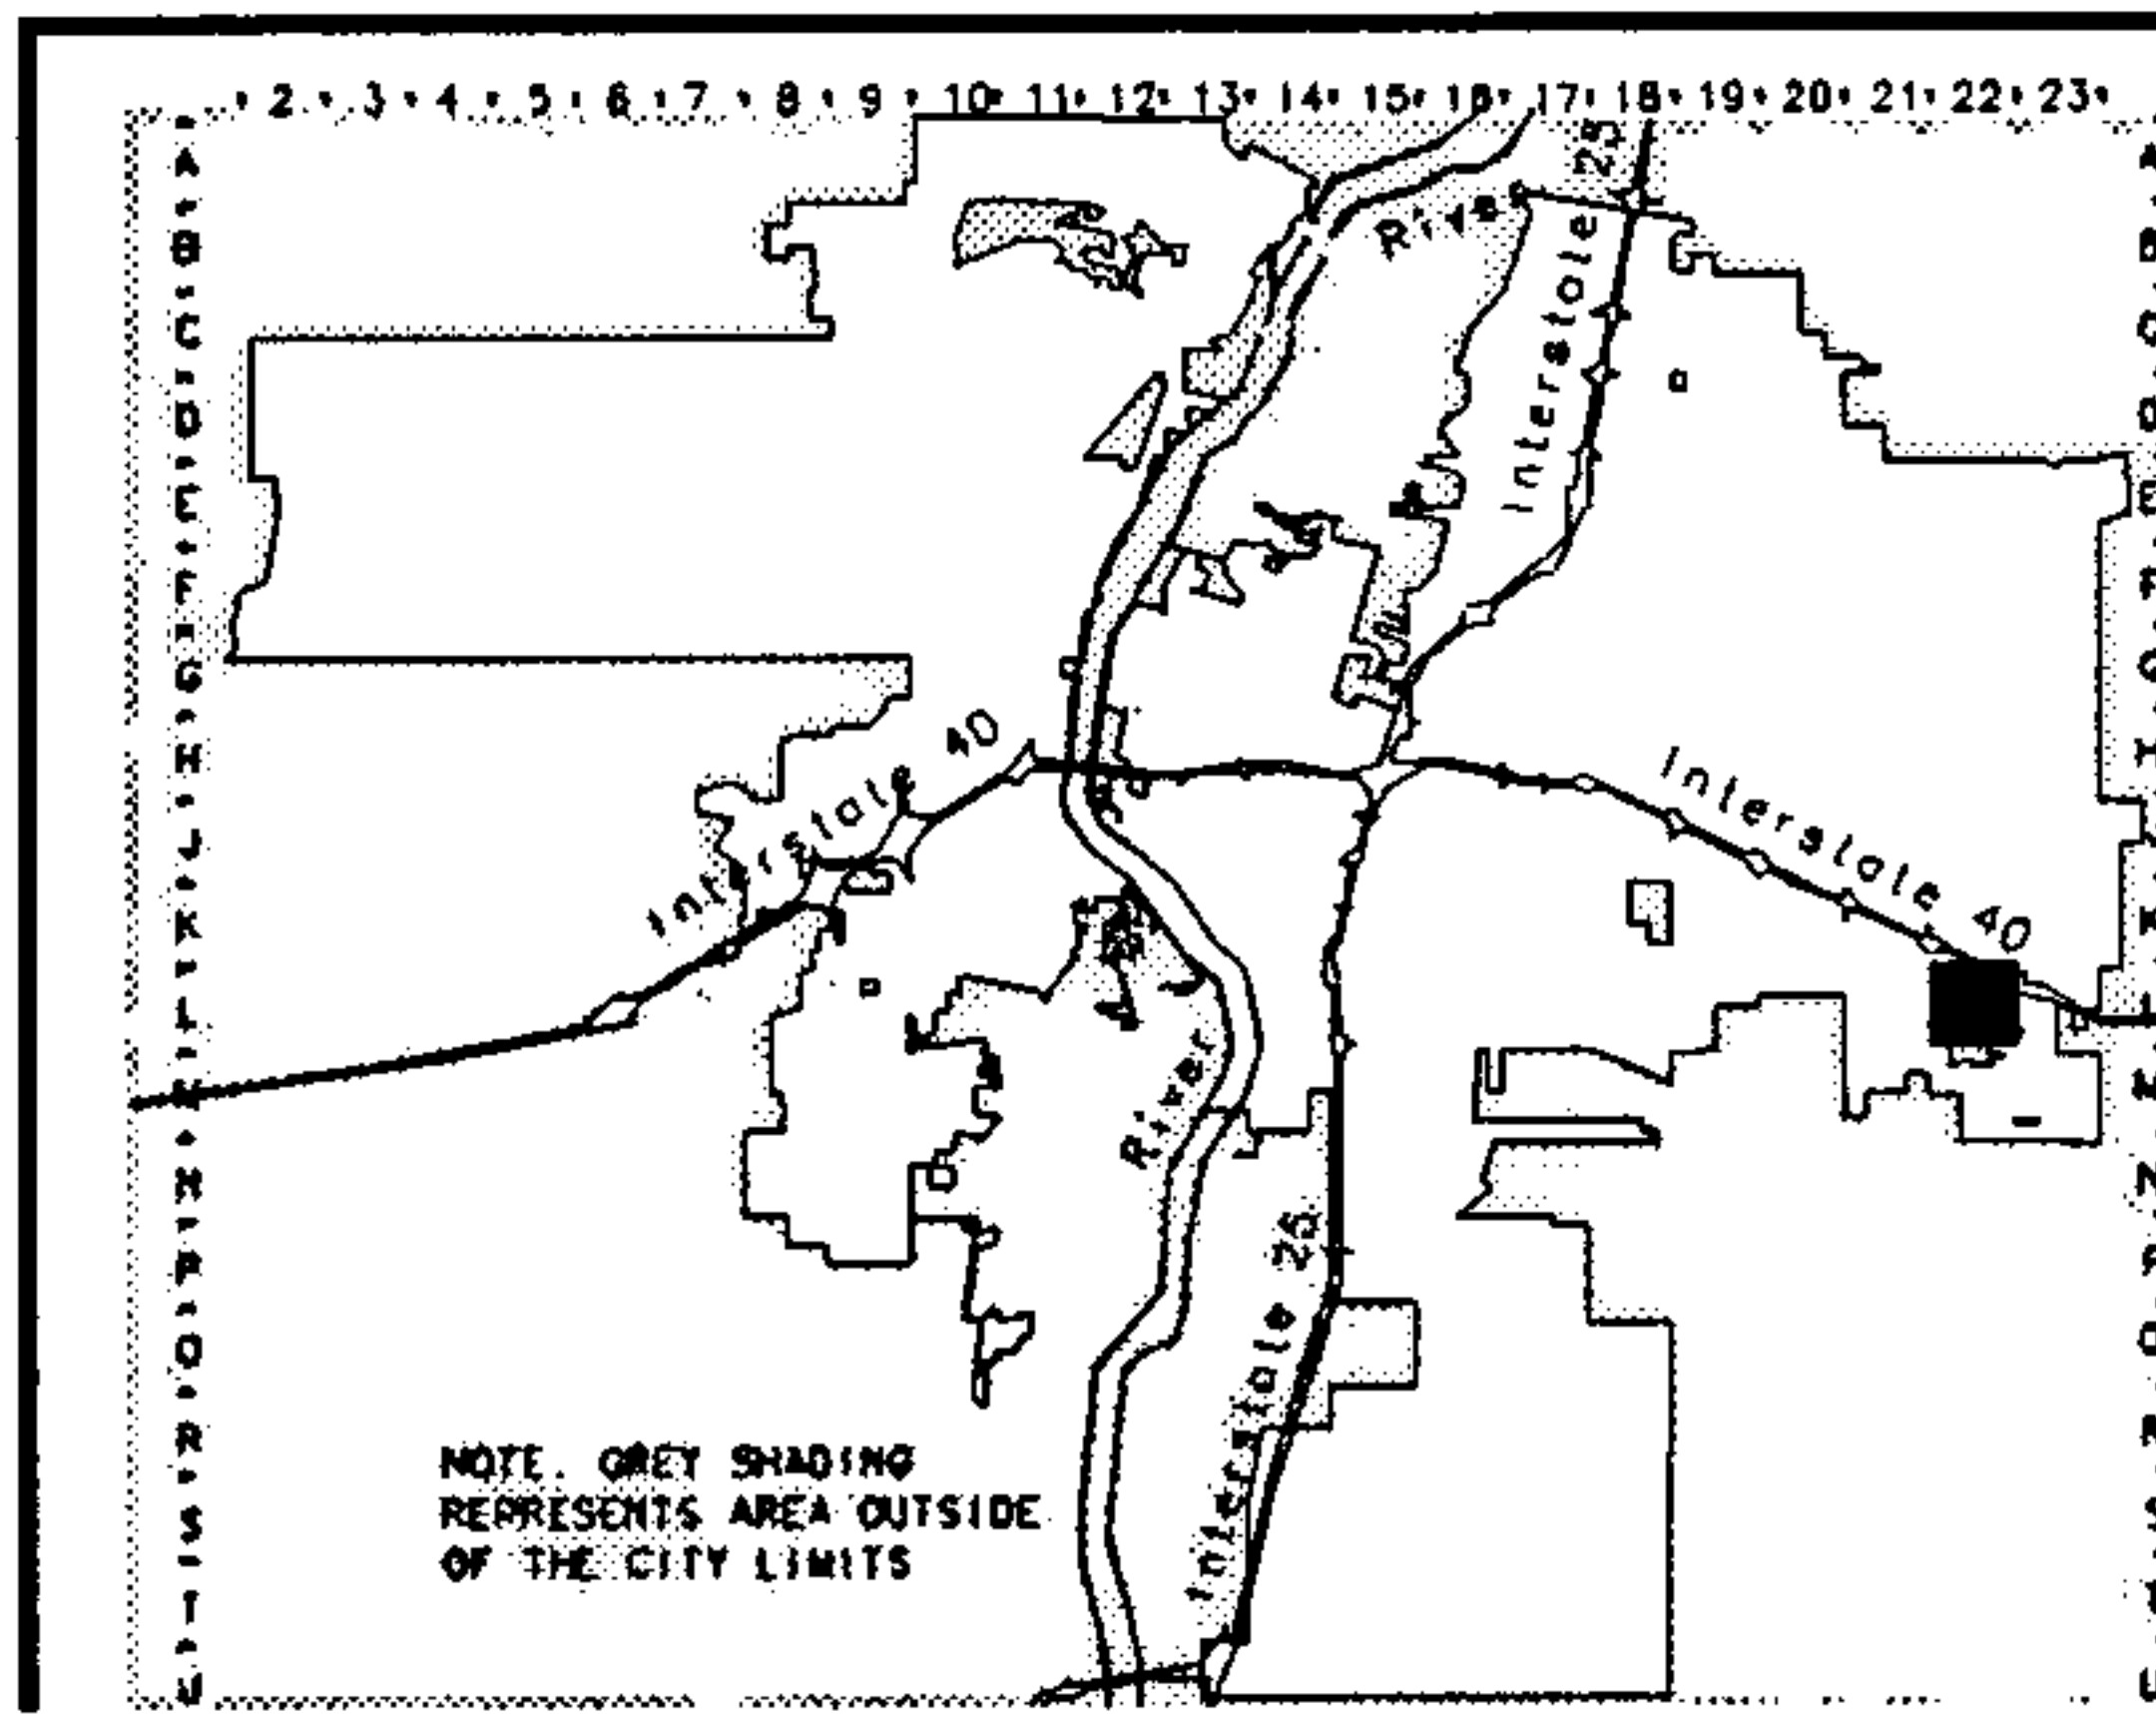 2 3 4 5 6 7 8 9 10 11 12 13 14 15 16 17 18 19 20 21 22 23
A
B
C
D
E
F
G
H
J
K
L
M
N
P
Q
R
S
T
U
River
Interstate 25
Interstate 40
Interstate 40
River
Interstate 25
NOTE. GREY SHADING
REPRESENTS AREA OUTSIDE
OF THE CITY LIMITS